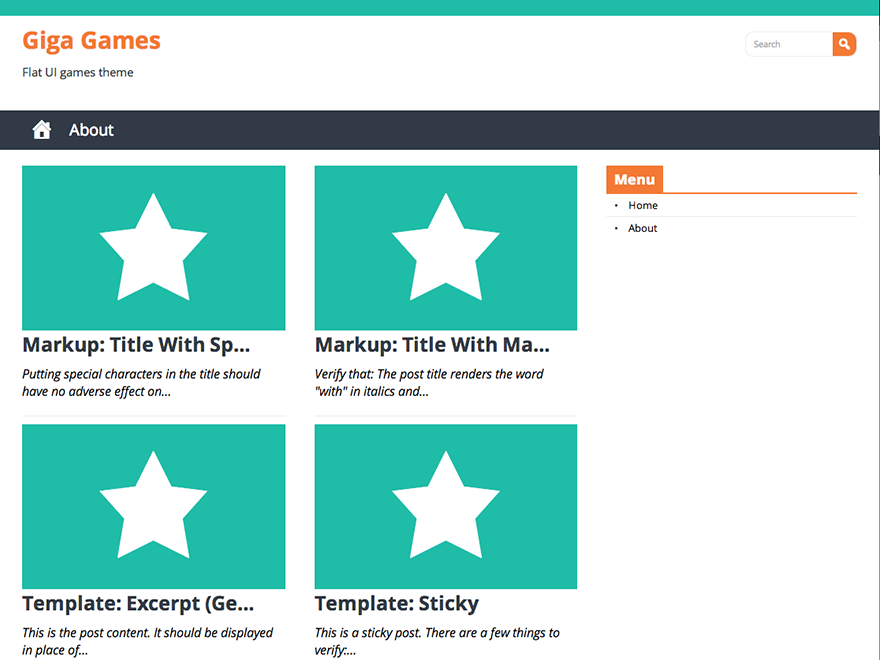 Giga Games
Flat UI games theme
Search
About
Markup: Title With Sp...
Putting special characters in the title should
have no adverse effect on...
Markup: Title With Ma...
Verify that: The post title renders the word
"with" in italics and...
Template: Excerpt (Ge...
This is the post content. It should be displayed
in place of...
Template: Sticky
This is a sticky post. There are a few things to
verify:...
Menu
Home
About